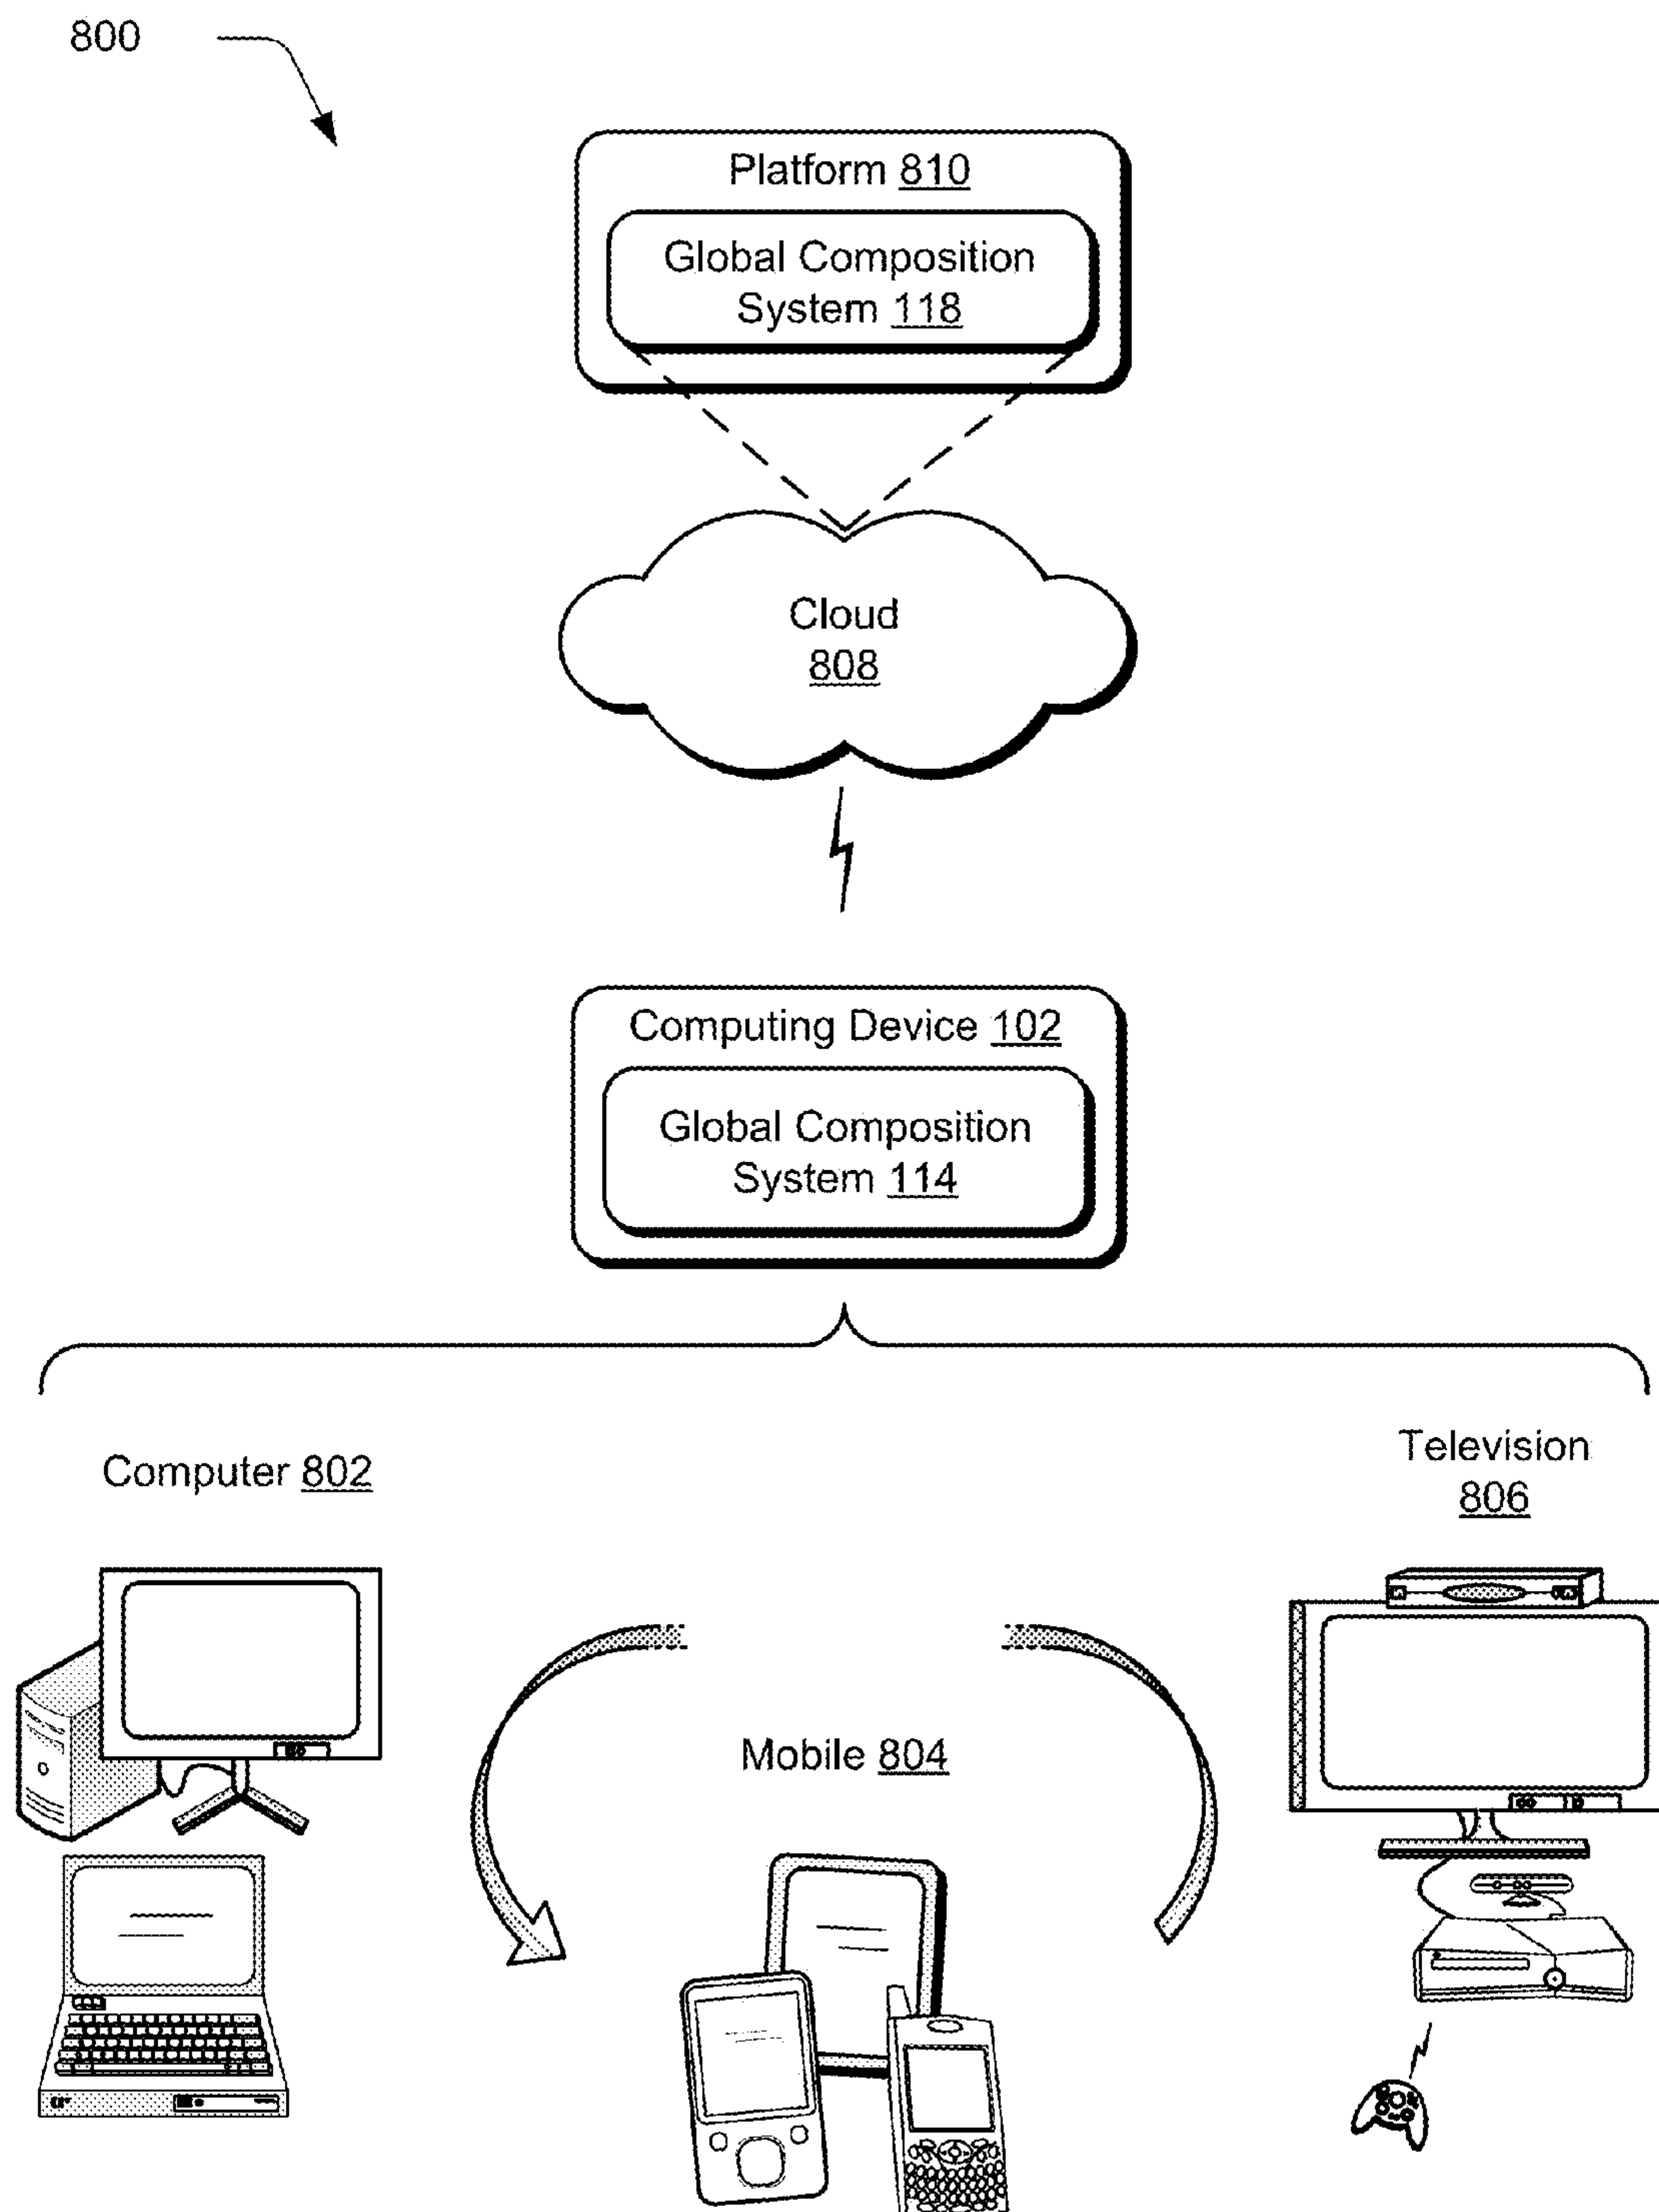 800
Platform 810
Global Composition
System 118
Cloud
808
Computing Device 102
Global Composition
System 114
Computer 802
Television
806
Mobile 804